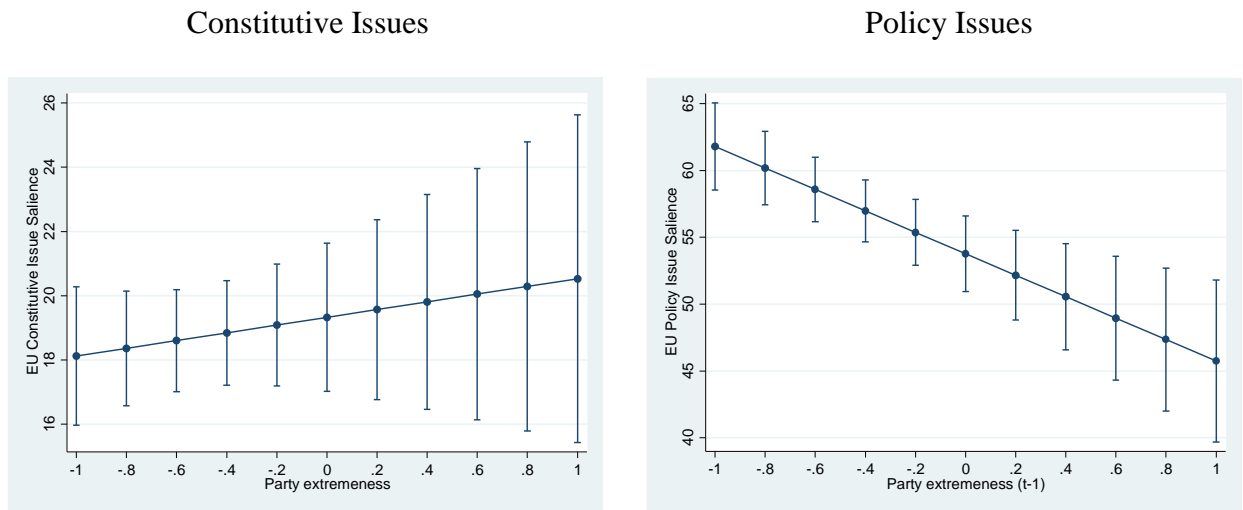 Constitutive Issues
Policy Issues
EU Constitutive Issue Salience
26
24
22
20
18
16
-1 -.8 -.6 -.4 -.2 0 .2 .4 .6 .8 1
Party extremeness
EU Policy Issue Salience
65
60
55
50
45
40
-1 -.8 -.6 -.4 -.2 0 .2 .4 .6 .8 1
Party extremeness (t-1)